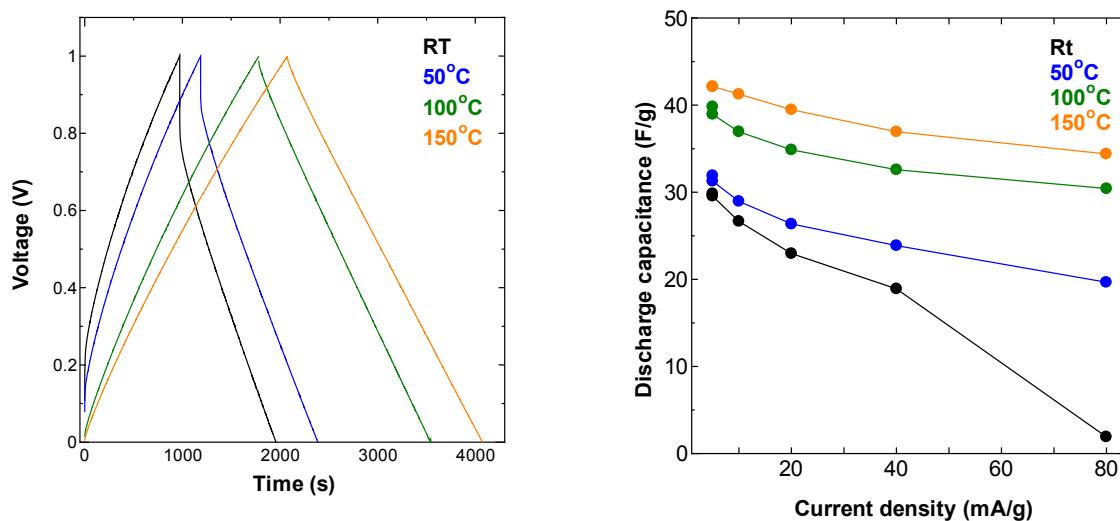 RT
50°C
100°C
150°C
1
0.8
0.6
0.4
0.2
0
0 1000 2000 3000 4000
Voltage (V)
Time (s)
Rt
50°C
100°C
150°C
50
40
30
20
10
0
20 40 60 80
Discharge capacitance (F/g)
Current density (mA/g)